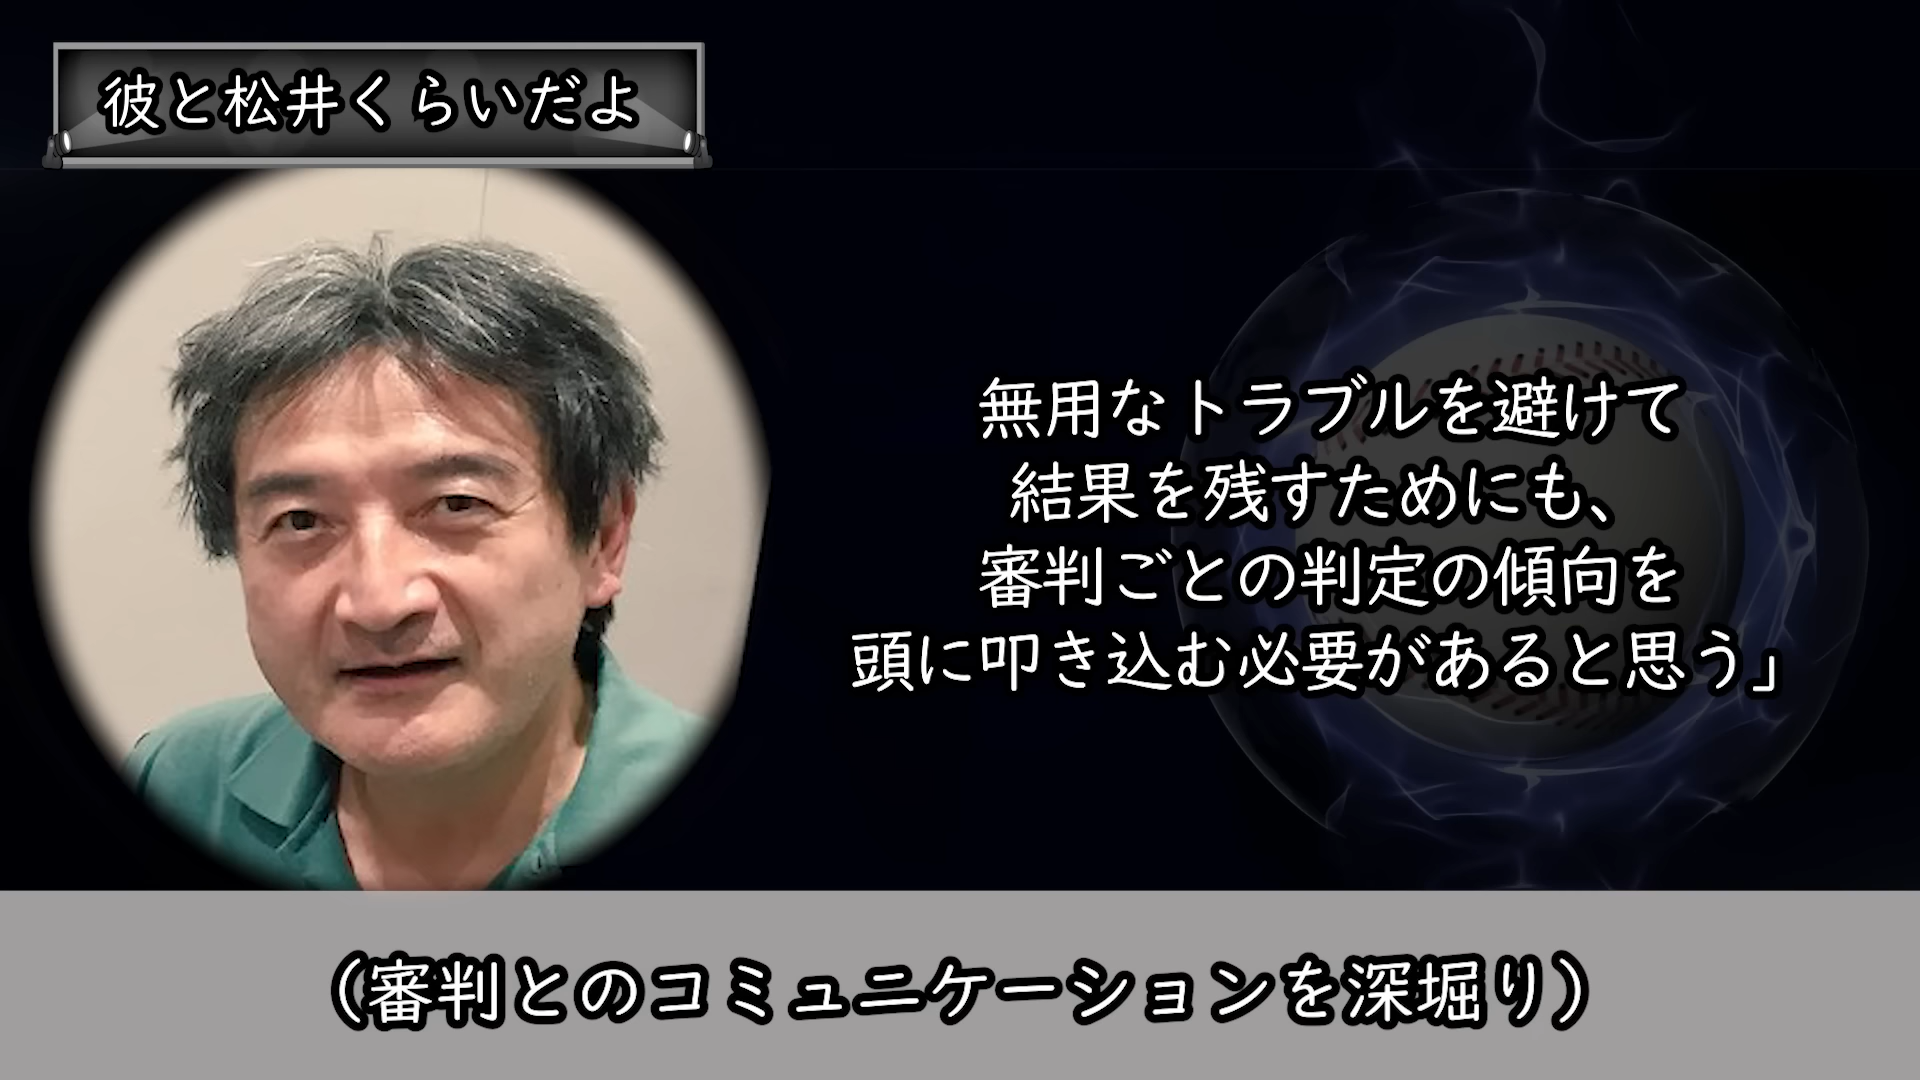 彼と松井くらいだよ
無用なトラブルを避けて
結果を残すためにも、
審判ごとの判定の傾向を
頭に叩き込む必要があると思う」
（審判とのコミュニケーションを深堀り）